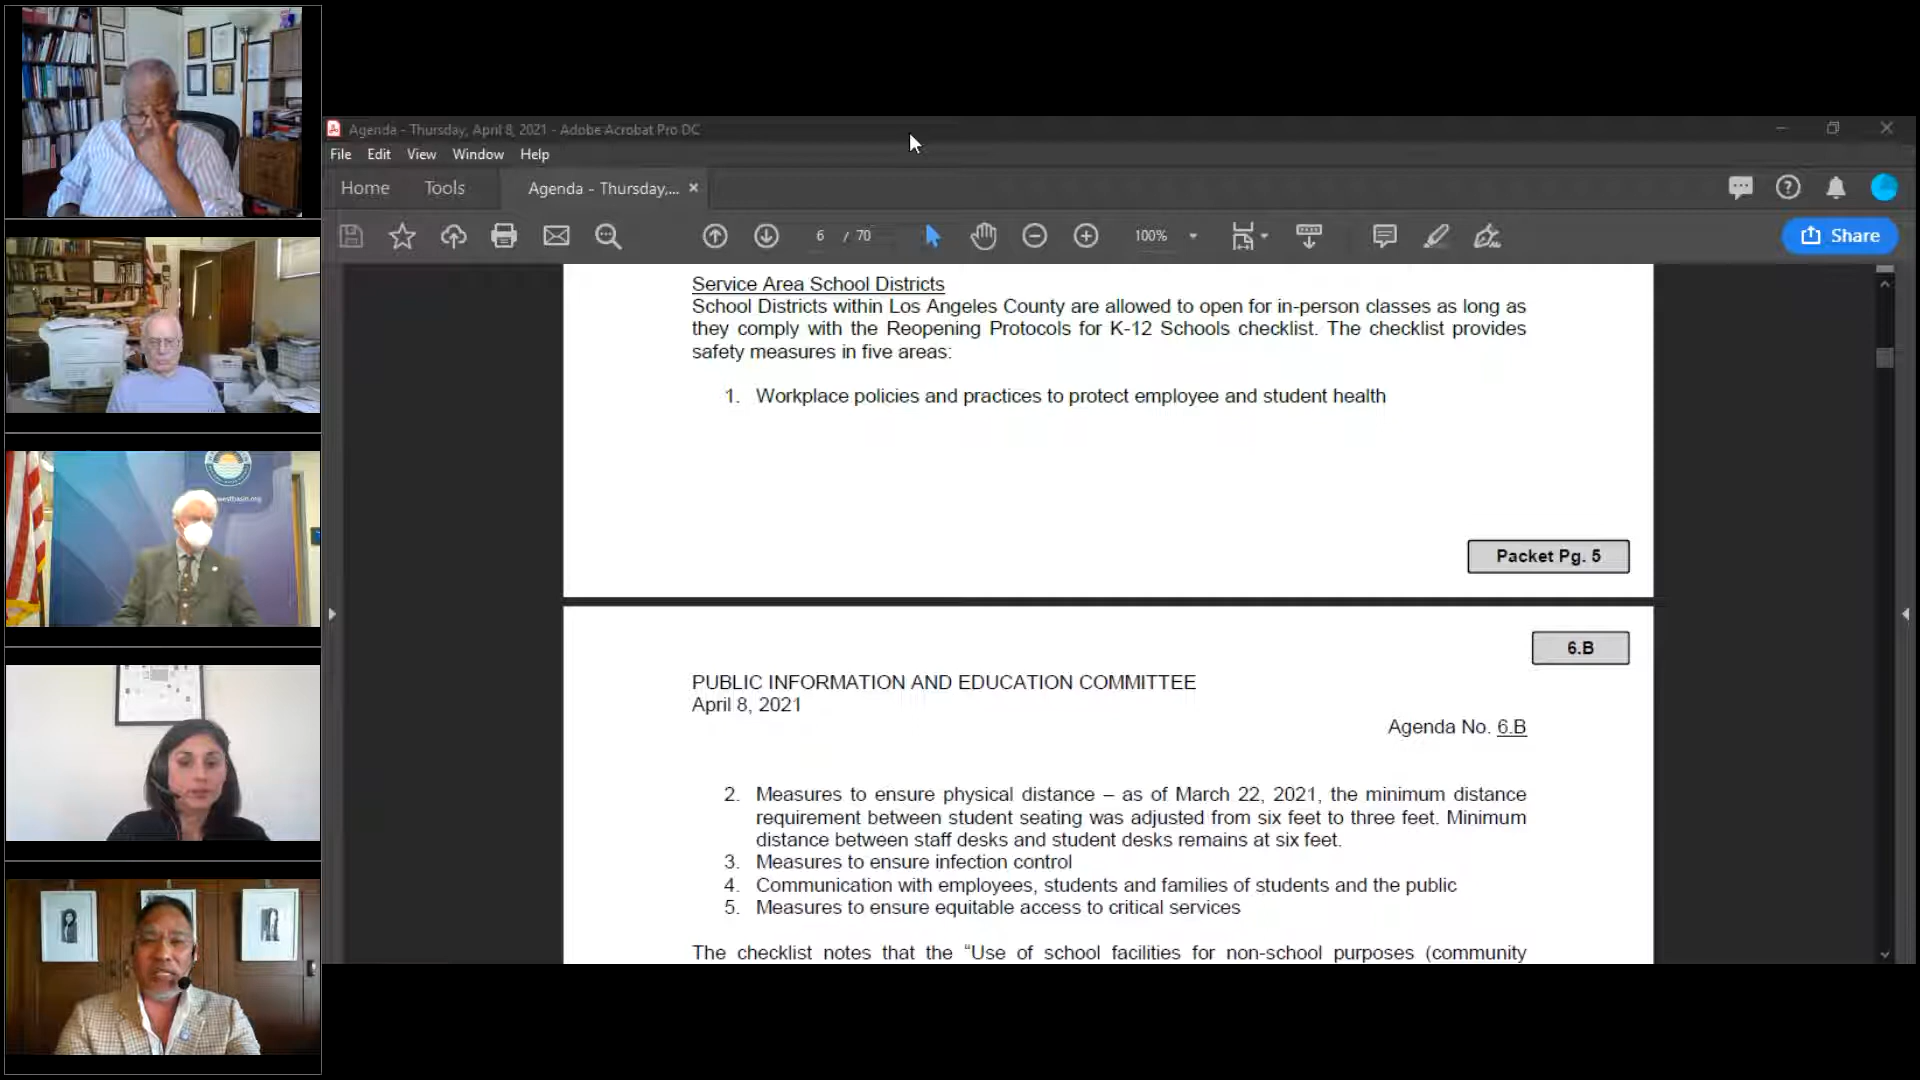 westbasin.org
Agenda - Thursday, April 8, 2021 - Adobe Acrobat Pro DC
File Edit View Window Help
Home Tools Agenda - Thursday,... ×
6 / 70 100% Share
Service Area School Districts
School Districts within Los Angeles County are allowed to open for in-person classes as long as
they comply with the Reopening Protocols for K-12 Schools checklist. The checklist provides
safety measures in five areas:
1. Workplace policies and practices to protect employee and student health
Packet Pg. 5
6.B
PUBLIC INFORMATION AND EDUCATION COMMITTEE
April 8, 2021
Agenda No. 6.B
2. Measures to ensure physical distance – as of March 22, 2021, the minimum distance
requirement between student seating was adjusted from six feet to three feet. Minimum
distance between staff desks and student desks remains at six feet.
3. Measures to ensure infection control
4. Communication with employees, students and families of students and the public
5. Measures to ensure equitable access to critical services
The checklist notes that the “Use of school facilities for non-school purposes (community